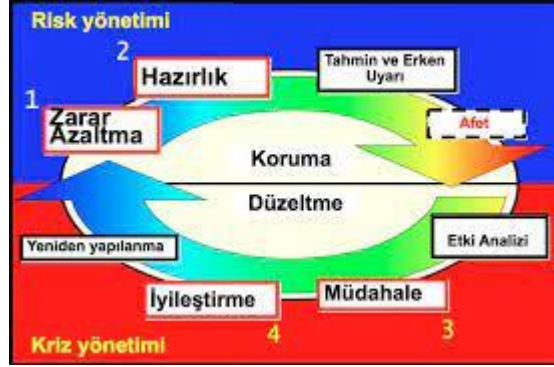 Risk yönetimi
2
Hazırlık
Tahmin ve Erken
Uyarı
1
Zarar
Azaltma
Afet
Koruma
Düzeltme
Yeniden yapılanma
Etki Analizi
İyileştirme
Müdahale
4
3
Kriz yönetimi